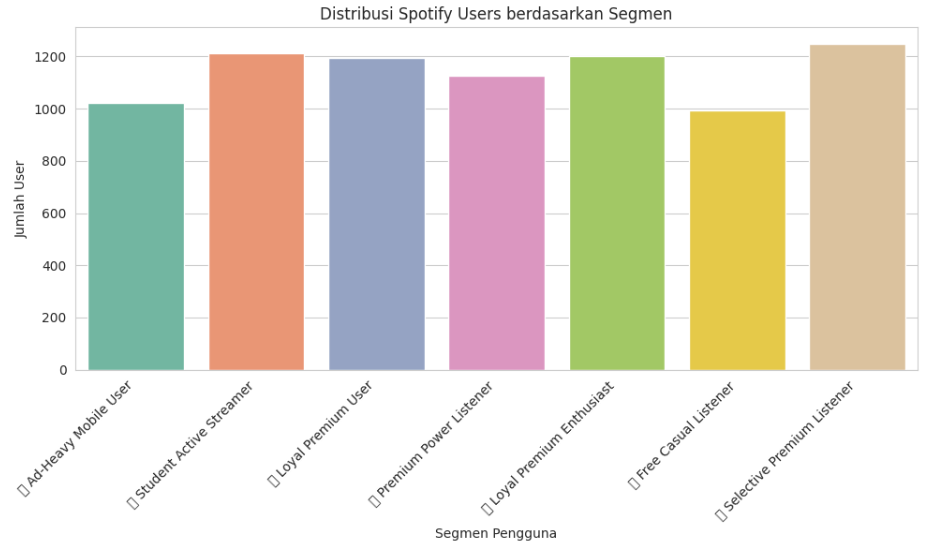 Distribusi Spotify Users berdasarkan Segmen
Jumlah User
1200
1000
800
600
400
200
0
▯ Ad-Heavy Mobile User
▯ Student Active Streamer
▯ Loyal Premium User
▯ Premium Power Listener
▯ Loyal Premium Enthusiast
▯ Free Casual Listener
▯ Selective Premium Listener
Segmen Pengguna